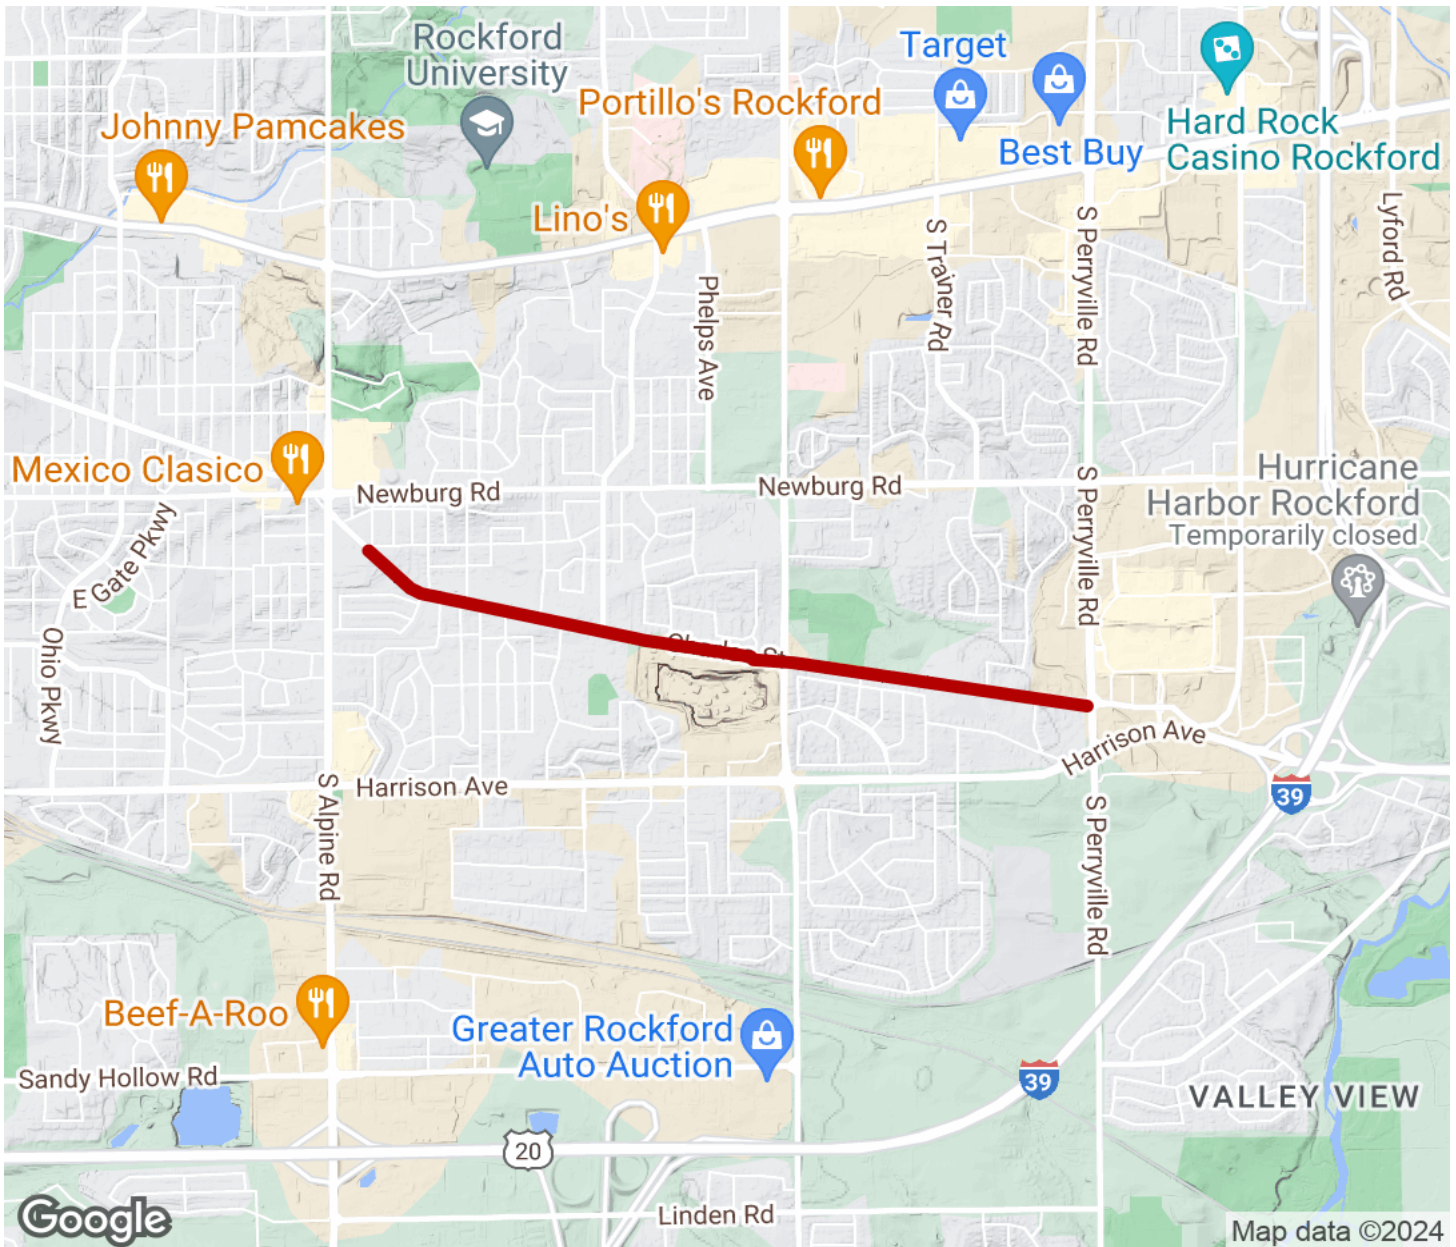 Rockford
University
Target
Portillo's Rockford
Johnny Pamcakes
Best Buy
Hard Rock
Casino Rockford
Lino's
S Trainer Rd
S Perryville Rd
Lyford Rd
Phelps Ave
Mexico Clasico
Newburg Rd
Newburg Rd
Hurricane
Harbor Rockford
Temporarily closed
S Perryville Rd
E Gate Pkwy
Ohio Pkwy
Harrison Ave
Harrison Ave
S Alpine Rd
39
S Perryville Rd
Beef-A-Roo
Greater Rockford
Auto Auction
Sandy Hollow Rd
39
VALLEY VIEW
20
Linden Rd
Google
Map data ©2024